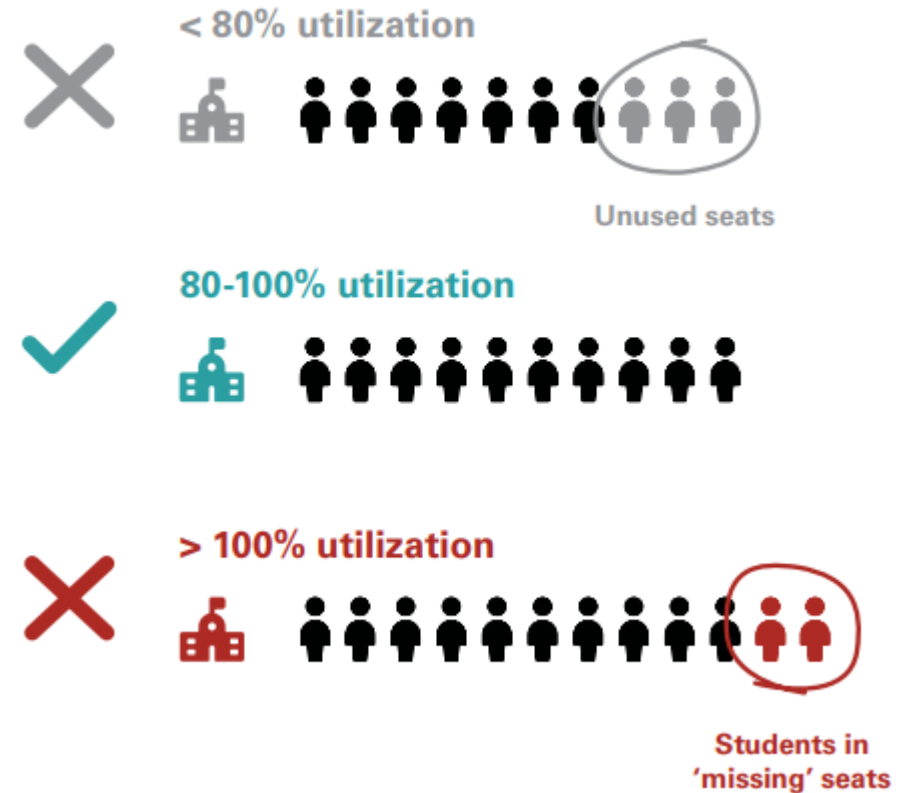 < 80% utilization
Unused seats
80-100% utilization
> 100% utilization
Students in
‘missing’ seats